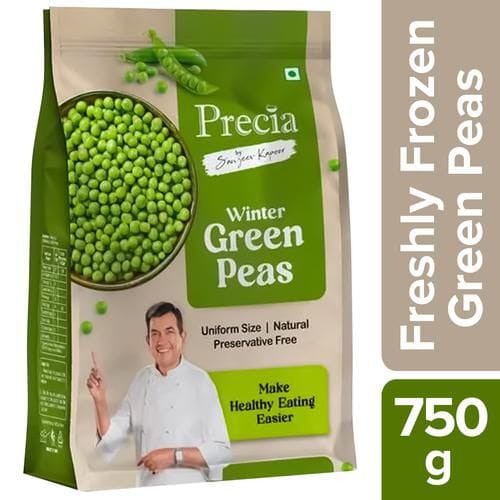 Precia
by
Sanjeev Kapoor
Winter
Green
Peas
Uniform Size | Natural
Preservative Free
Make
Healthy Eating
Easier
Freshly Frozen
Green Peas
750
g